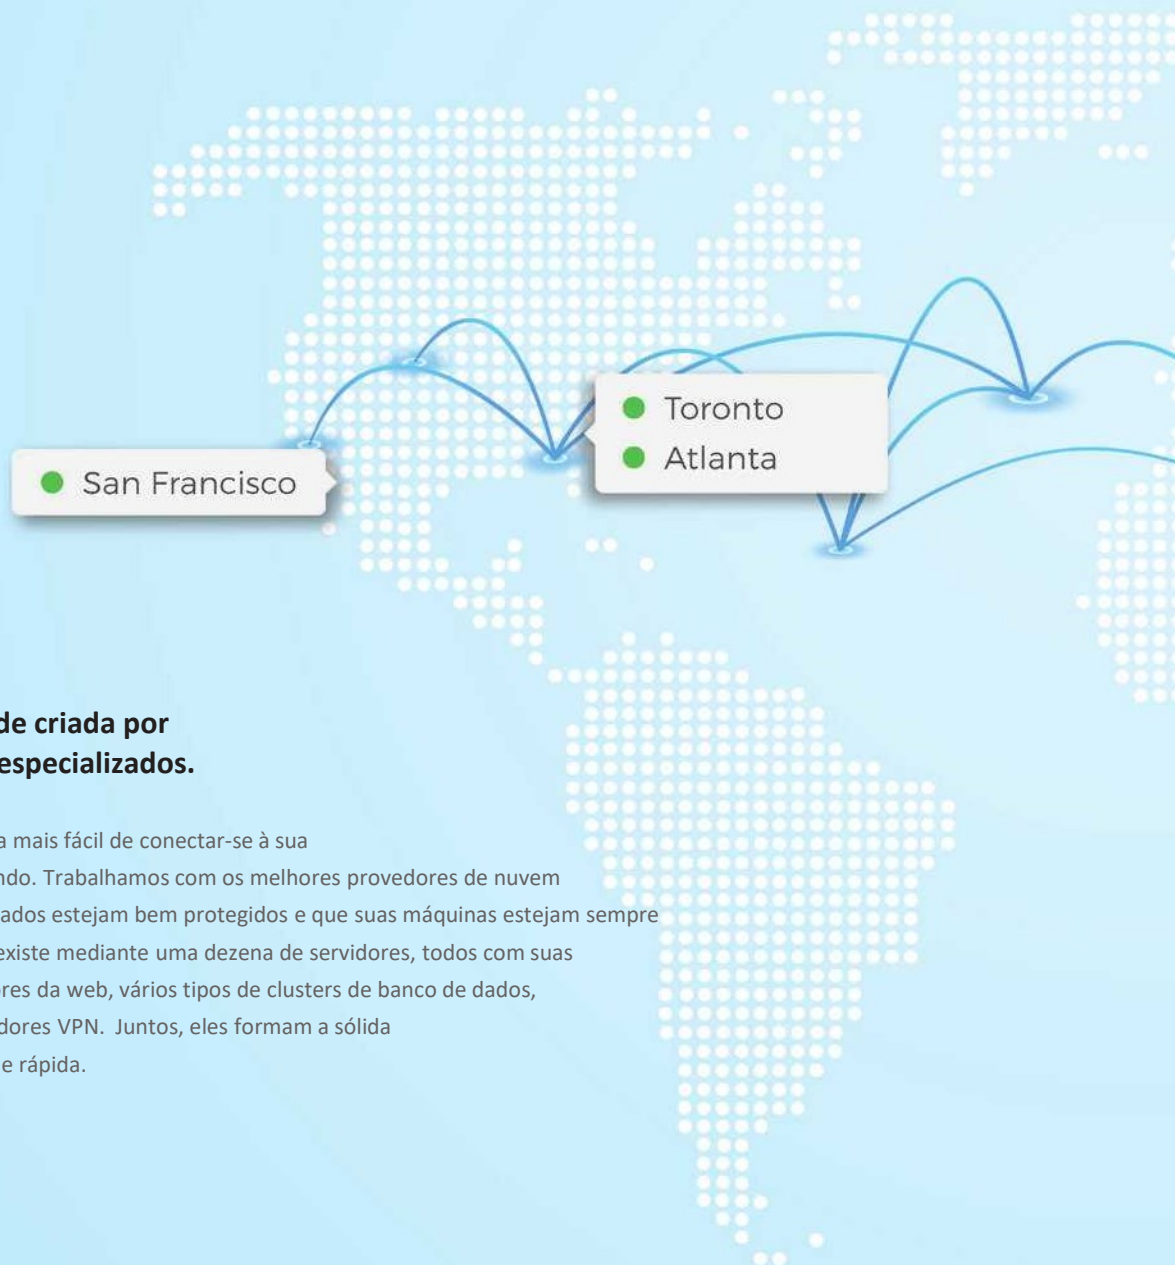 Toronto
Atlanta
San Francisco
de criada por
especializados.
a mais fácil de conectar-se à sua
ndo. Trabalhamos com os melhores provedores de nuvem
ados estejam bem protegidos e que suas máquinas estejam sempre
existe mediante uma dezena de servidores, todos com suas
ores da web, vários tipos de clusters de banco de dados,
dores VPN. Juntos, eles formam a sólida
e rápida.